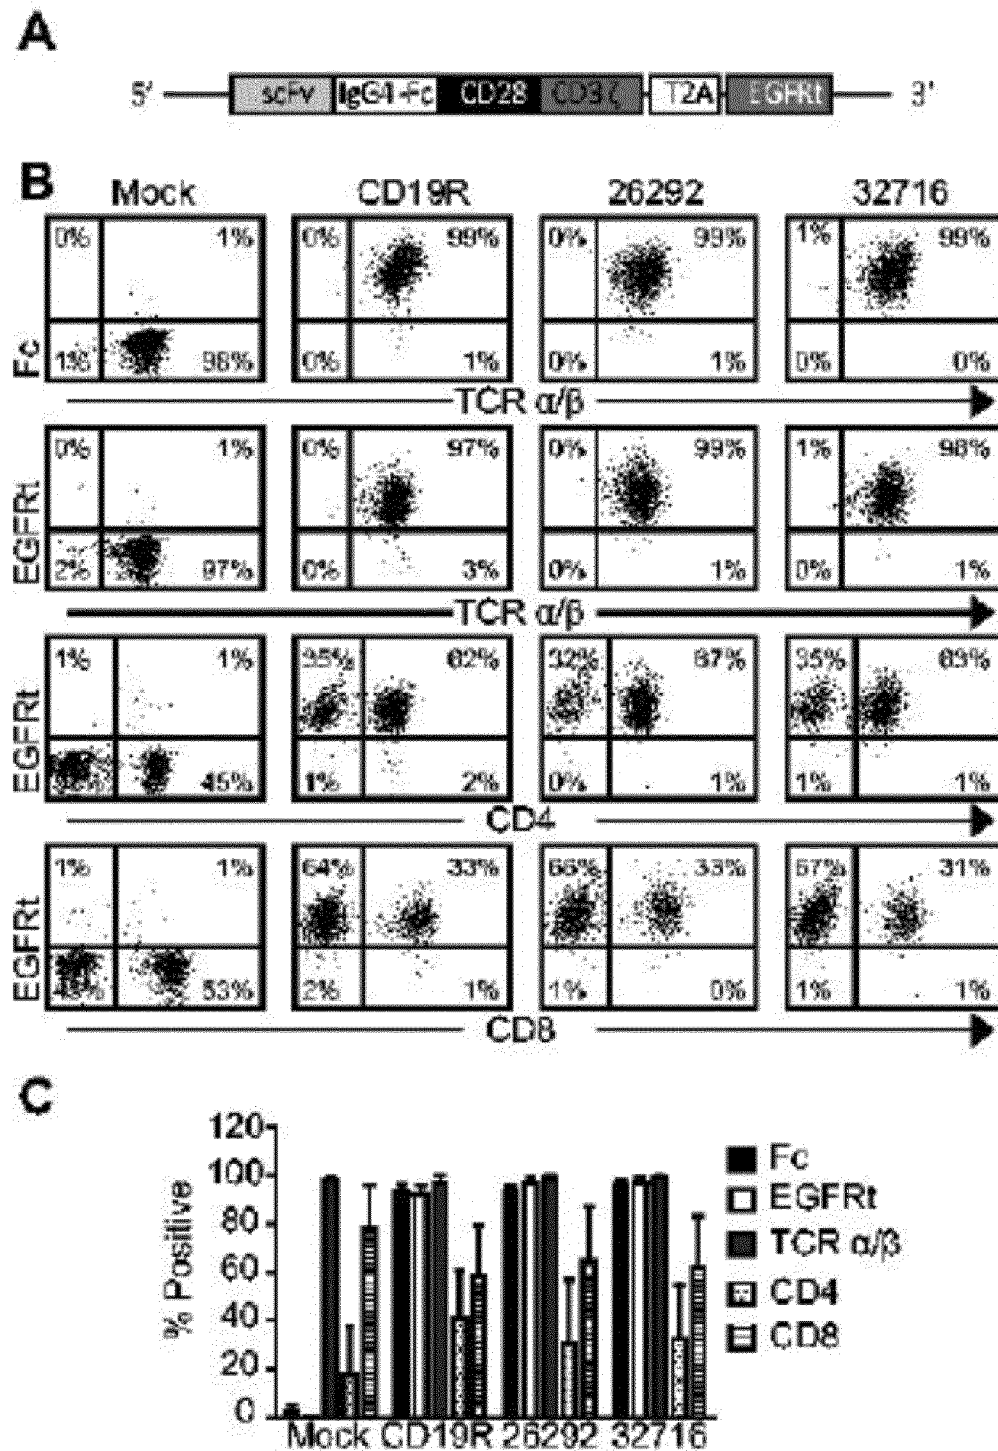 A
5' scFv IgG4-Fc CD28 CD3ζ T2A EGFRt 3'
B
Mock CD19R 26292 32716
0% 1% 0% 99% 0% 99% 1% 99%
Fc
1% 98% 0% 1% 0% 1% 0% 0%
TCR α/β
0% 1% 0% 97% 0% 99% 1% 98%
EGFRt
2% 97% 0% 3% 0% 1% 0% 1%
TCR α/β
1% 1% 35% 62% 32% 67% 35% 63%
EGFRt
45% 1% 2% 0% 1% 1% 1%
CD4
1% 1% 64% 33% 66% 33% 67% 31%
EGFRt
53% 2% 1% 1% 0% 1% 1%
CD8
C
120
100
80
60
40
20
0
% Positive
Mock CD19R 26292 32716
Fc
EGFRt
TCR α/β
CD4
CD8